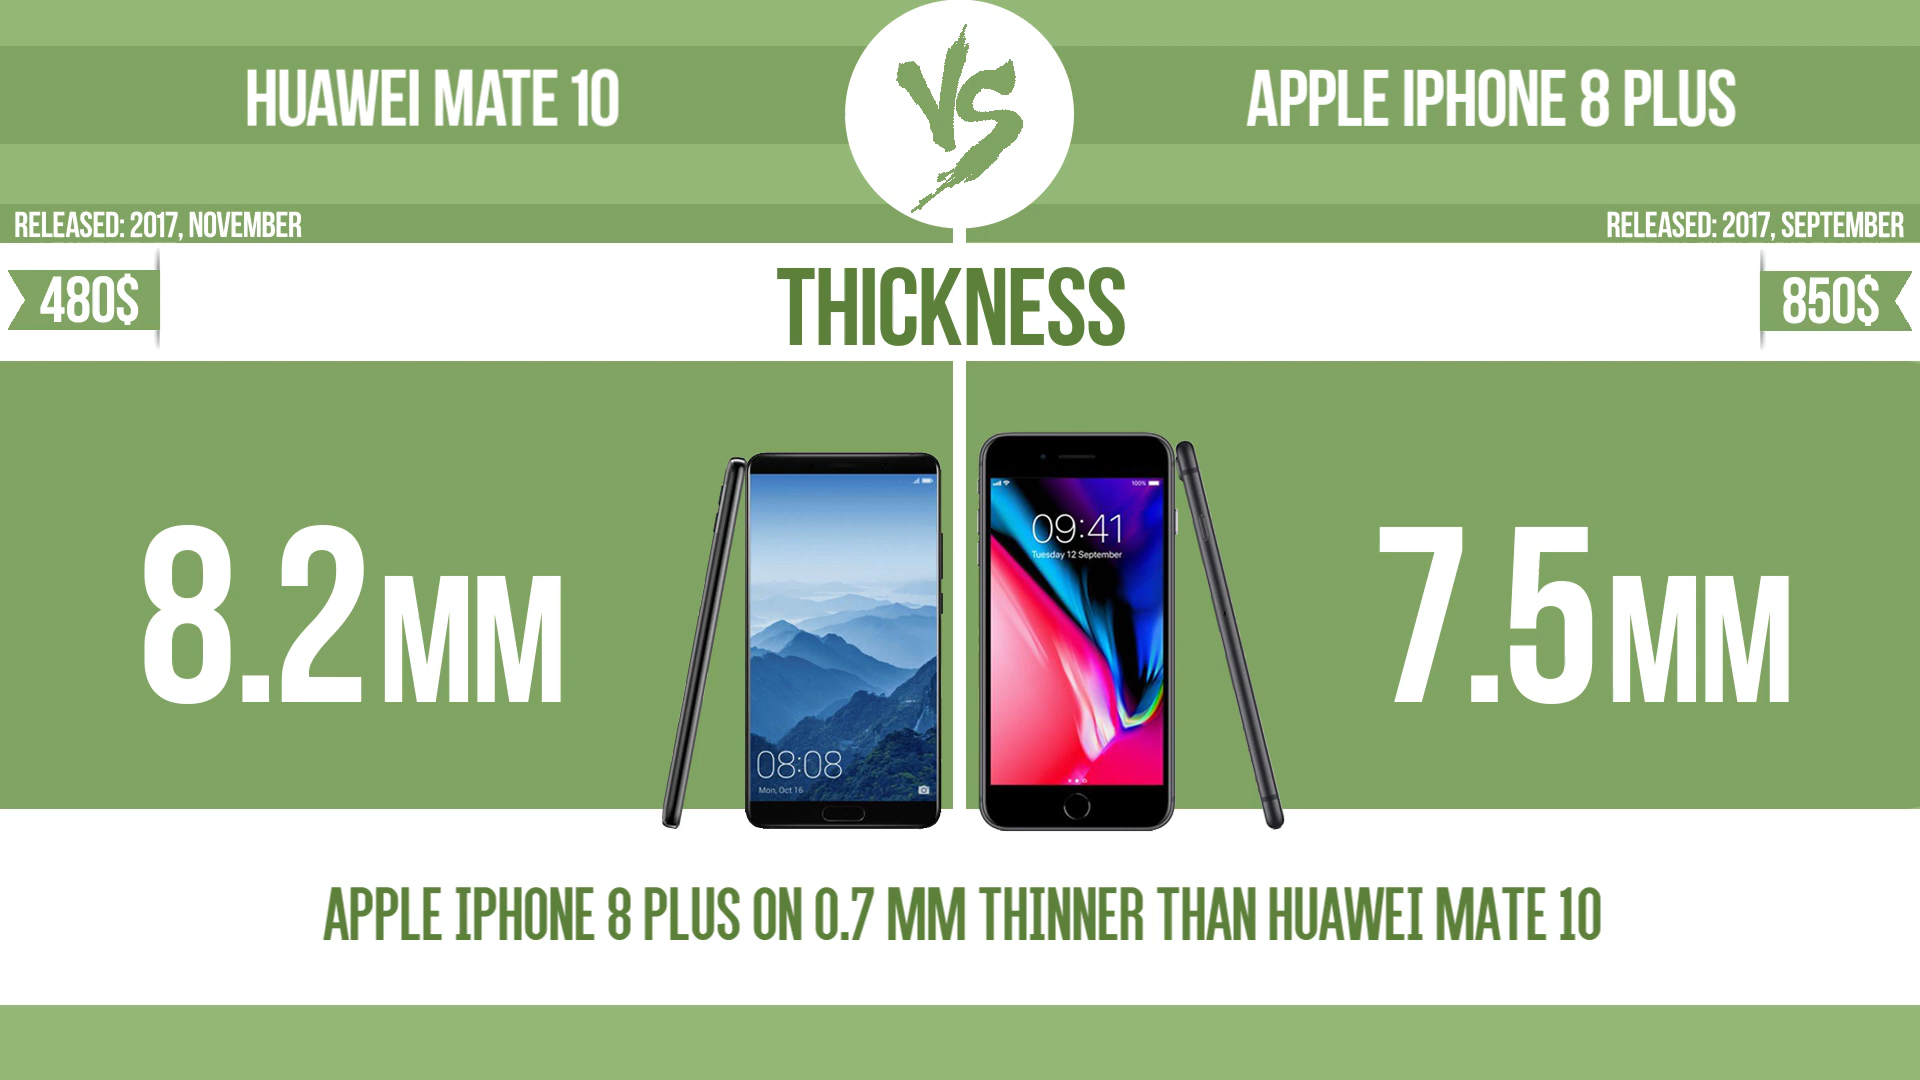 HUAWEI MATE 10
VS
APPLE IPHONE 8 PLUS
RELEASED: 2017, NOVEMBER
RELEASED: 2017, SEPTEMBER
480$
THICKNESS
850$
8.2MM
7.5MM
100%
09:41
Tuesday 12 September
08:08
Mon, Oct 16
APPLE IPHONE 8 PLUS ON 0.7 MM THINNER THAN HUAWEI MATE 10